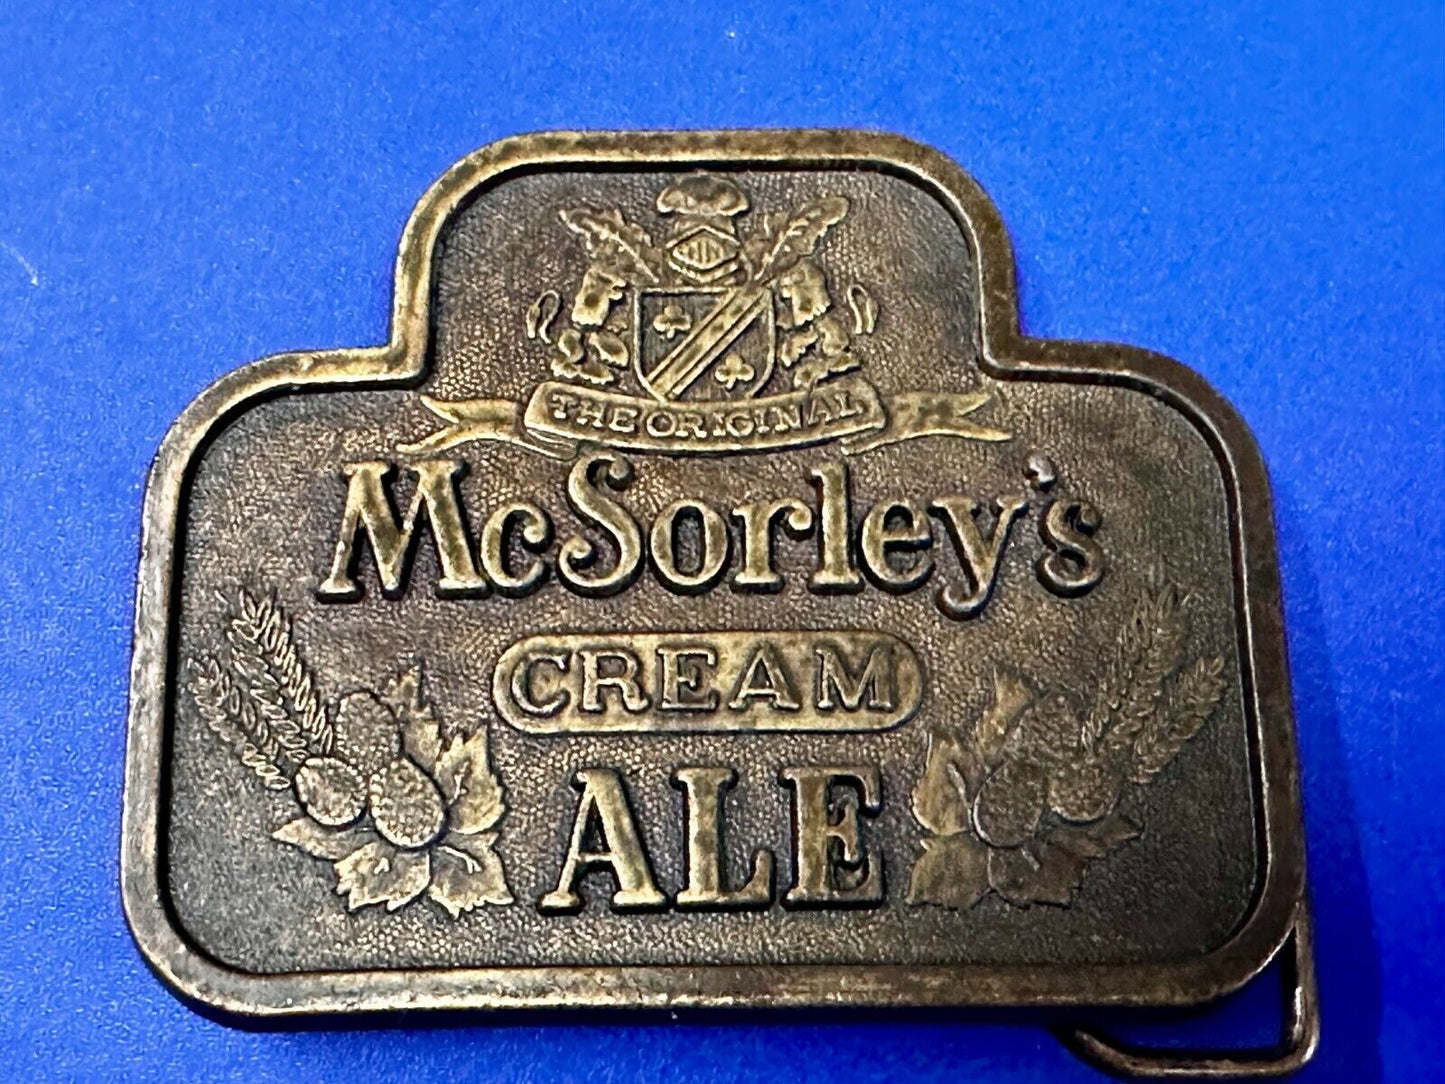 THE ORIGINAL
McSorley's
CREAM
ALE